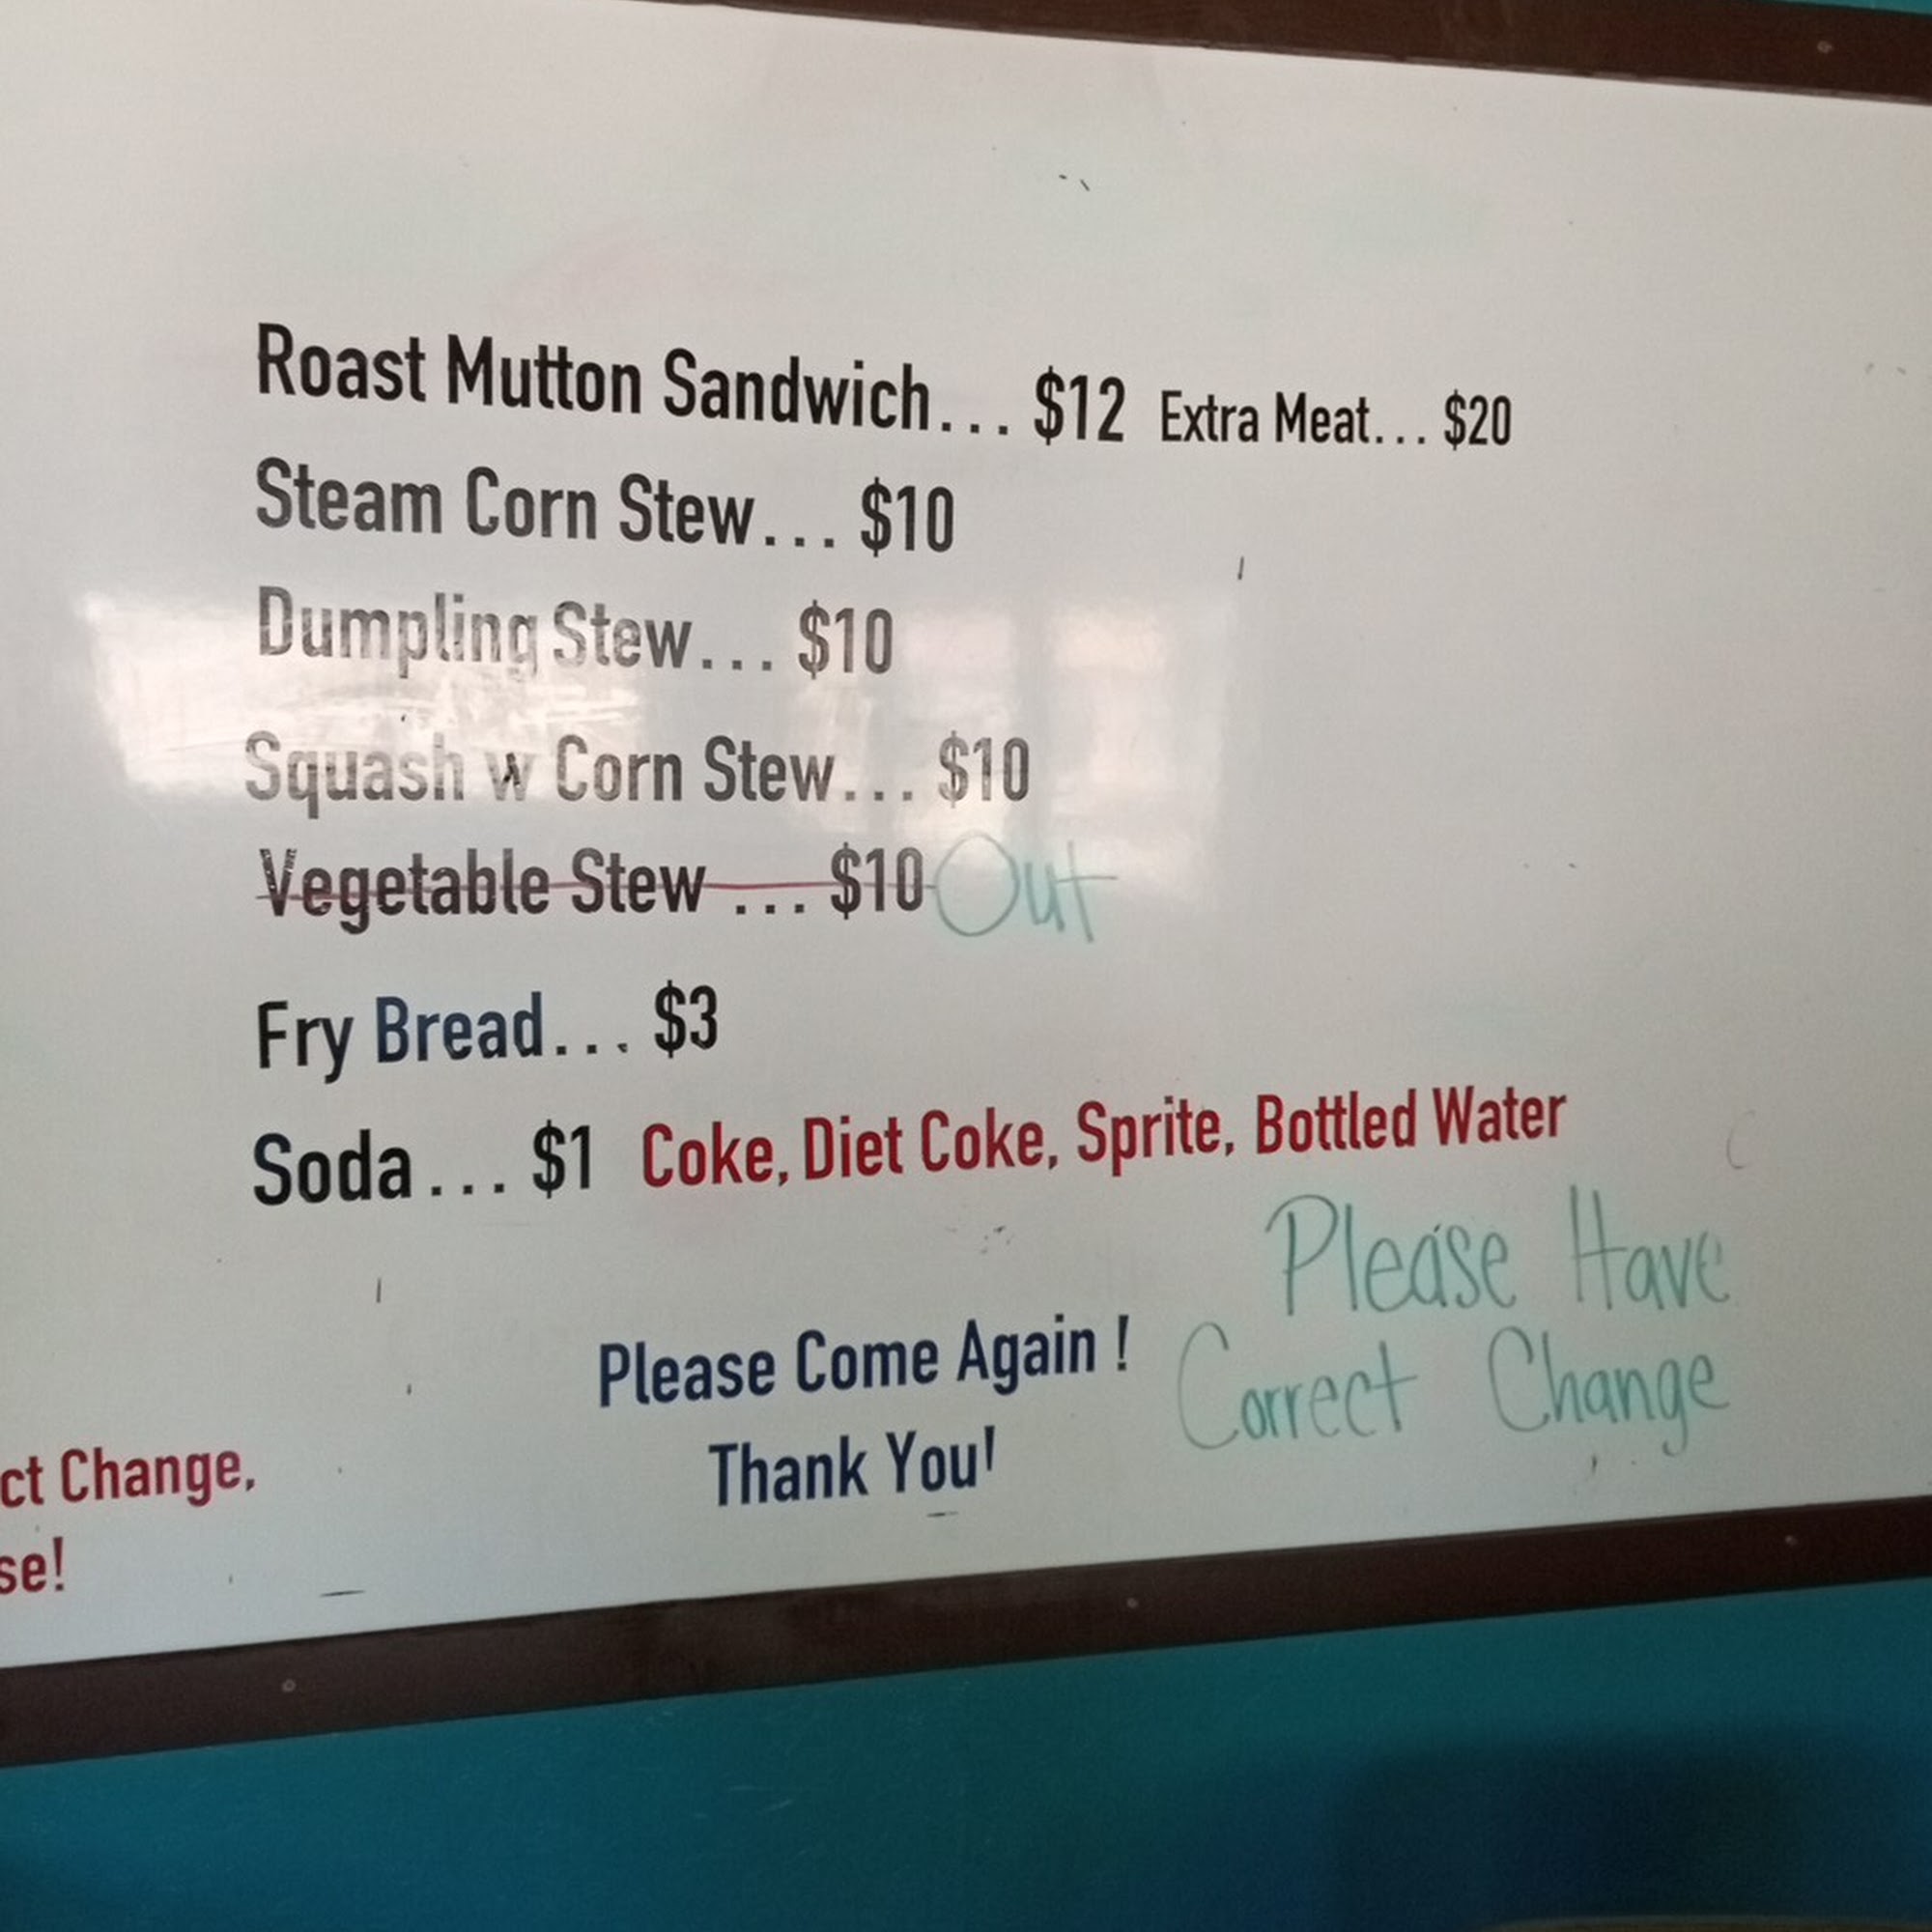 Roast Mutton Sandwich... $12 Extra Meat... $20
Steam Corn Stew... $10
Dumpling Stew... $10
Squash w Corn Stew... $10
Vegetable Stew ... $10 Out
Fry Bread... $3
Soda... $1 Coke, Diet Coke, Sprite, Bottled Water
Please Have
Correct Change
Please Come Again !
Thank You!
ct Change,
se!